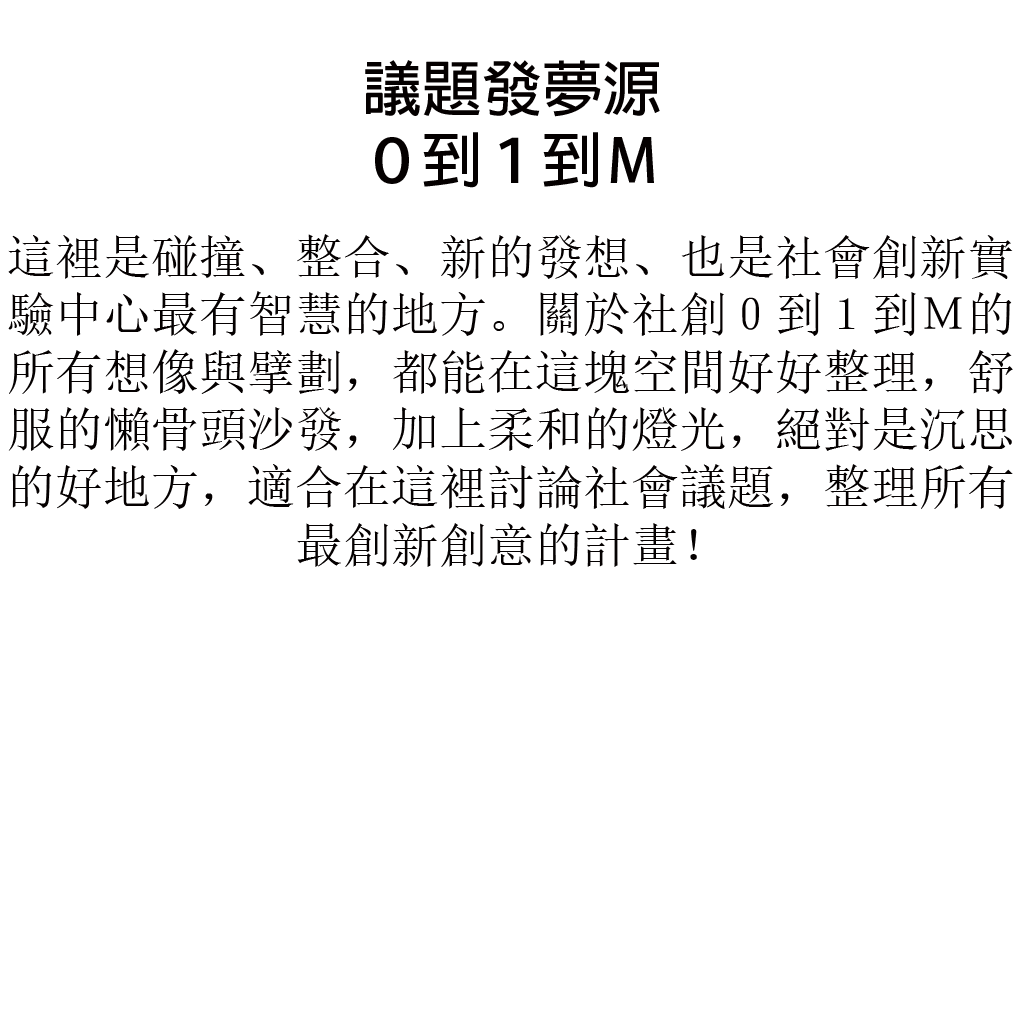 議題發夢源
０到１到Ｍ
這裡是碰撞、整合、新的發想、也是社會創新實
驗中心最有智慧的地方。關於社創０到１到Ｍ的
所有想像與擘劃，都能在這塊空間好好整理，舒
服的懶骨頭沙發，加上柔和的燈光，絕對是沉思
的好地方，適合在這裡討論社會議題，整理所有
最創新創意的計畫！